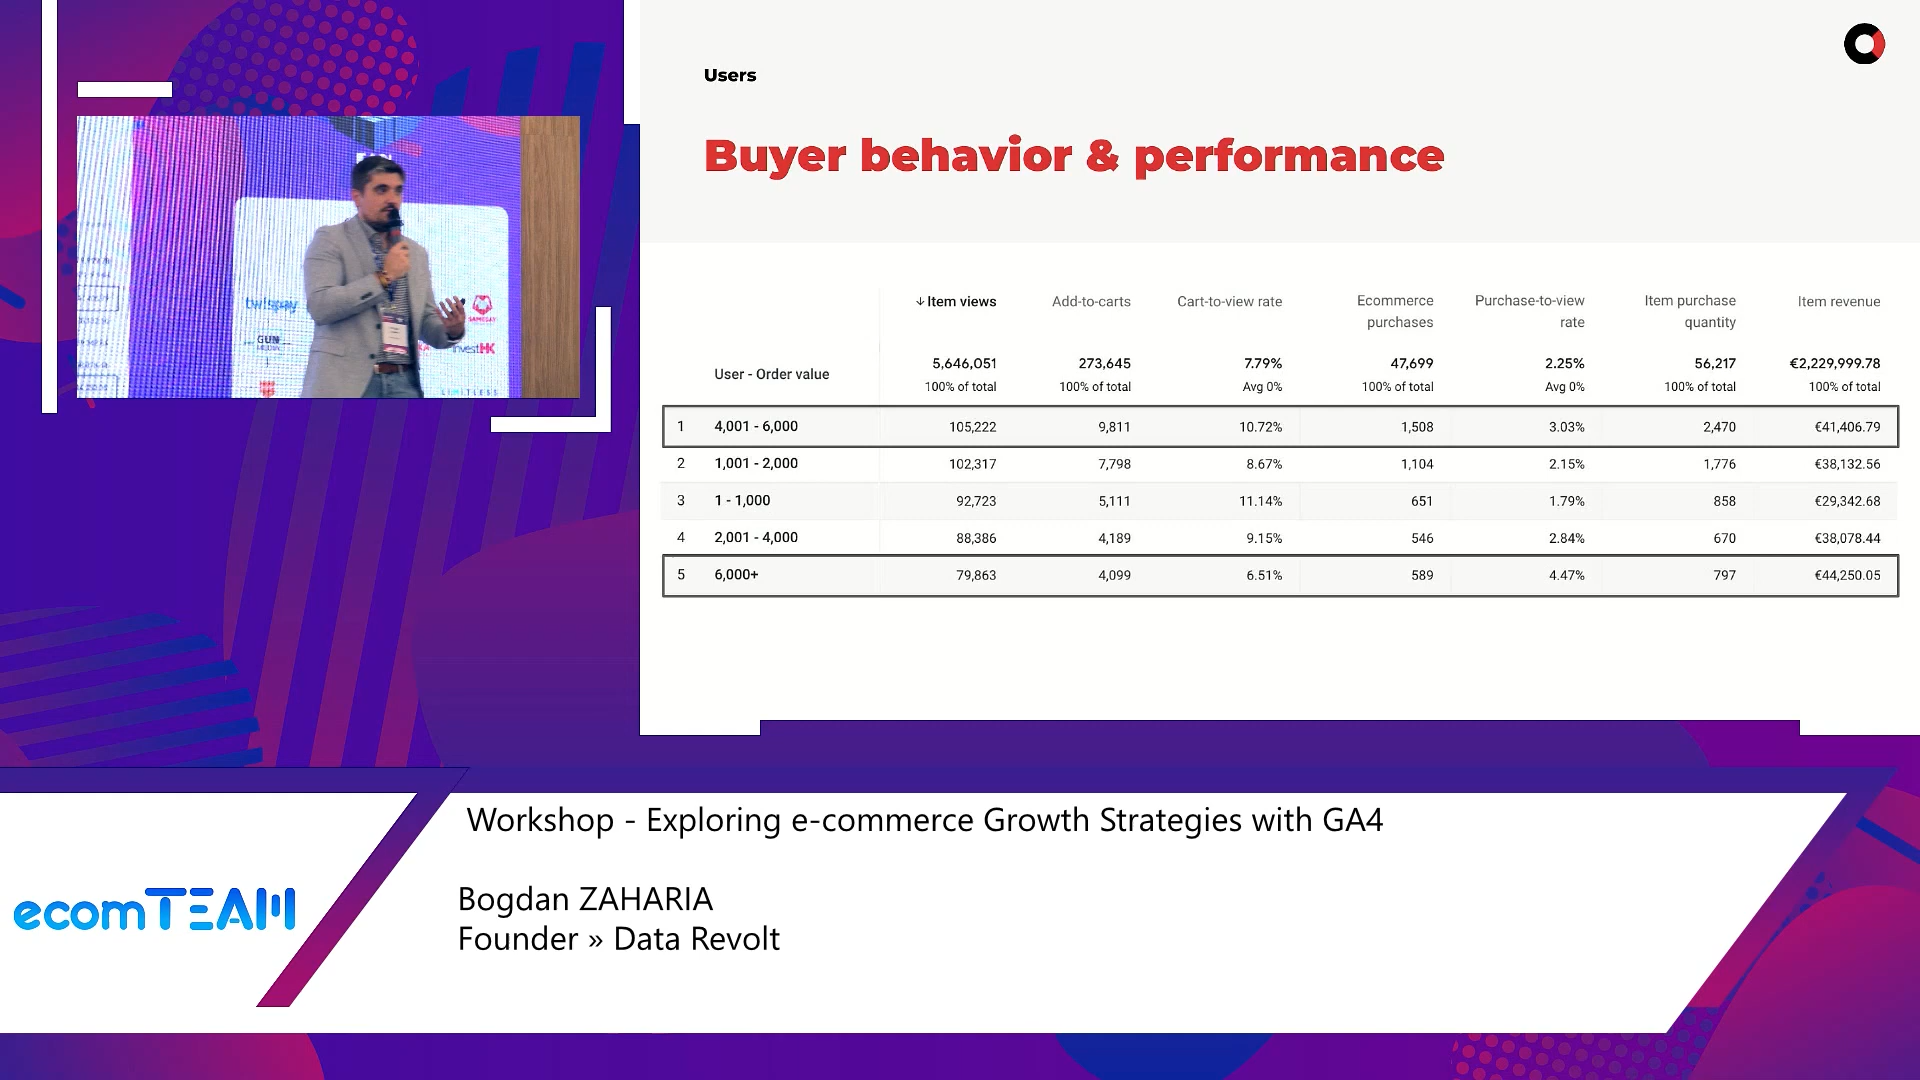 Users
Buyer behavior & performance
User - Order value
↓ Item views
Add-to-carts
Cart-to-view rate
Ecommerce
purchases
Purchase-to-view
rate
Item purchase
quantity
Item revenue
5,646,051 273,645 7.79% 47,699 2.25% 56,217 €2,229,999.78
100% of total 100% of total Avg 0% 100% of total Avg 0% 100% of total 100% of total
1 4,001 - 6,000 105,222 9,811 10.72% 1,508 3.03% 2,470 €41,406.79
2 1,001 - 2,000 102,317 7,798 8.67% 1,104 2.15% 1,776 €38,132.56
3 1 - 1,000 92,723 5,111 11.14% 651 1.79% 858 €29,342.68
4 2,001 - 4,000 88,386 4,189 9.15% 546 2.84% 670 €38,078.44
5 6,000+ 79,863 4,099 6.51% 589 4.47% 797 €44,250.05
twispay
GUN
SAMEDAY
investHK
LIMITLESS
Workshop - Exploring e-commerce Growth Strategies with GA4
ecomTEAM
Bogdan ZAHARIA
Founder » Data Revolt